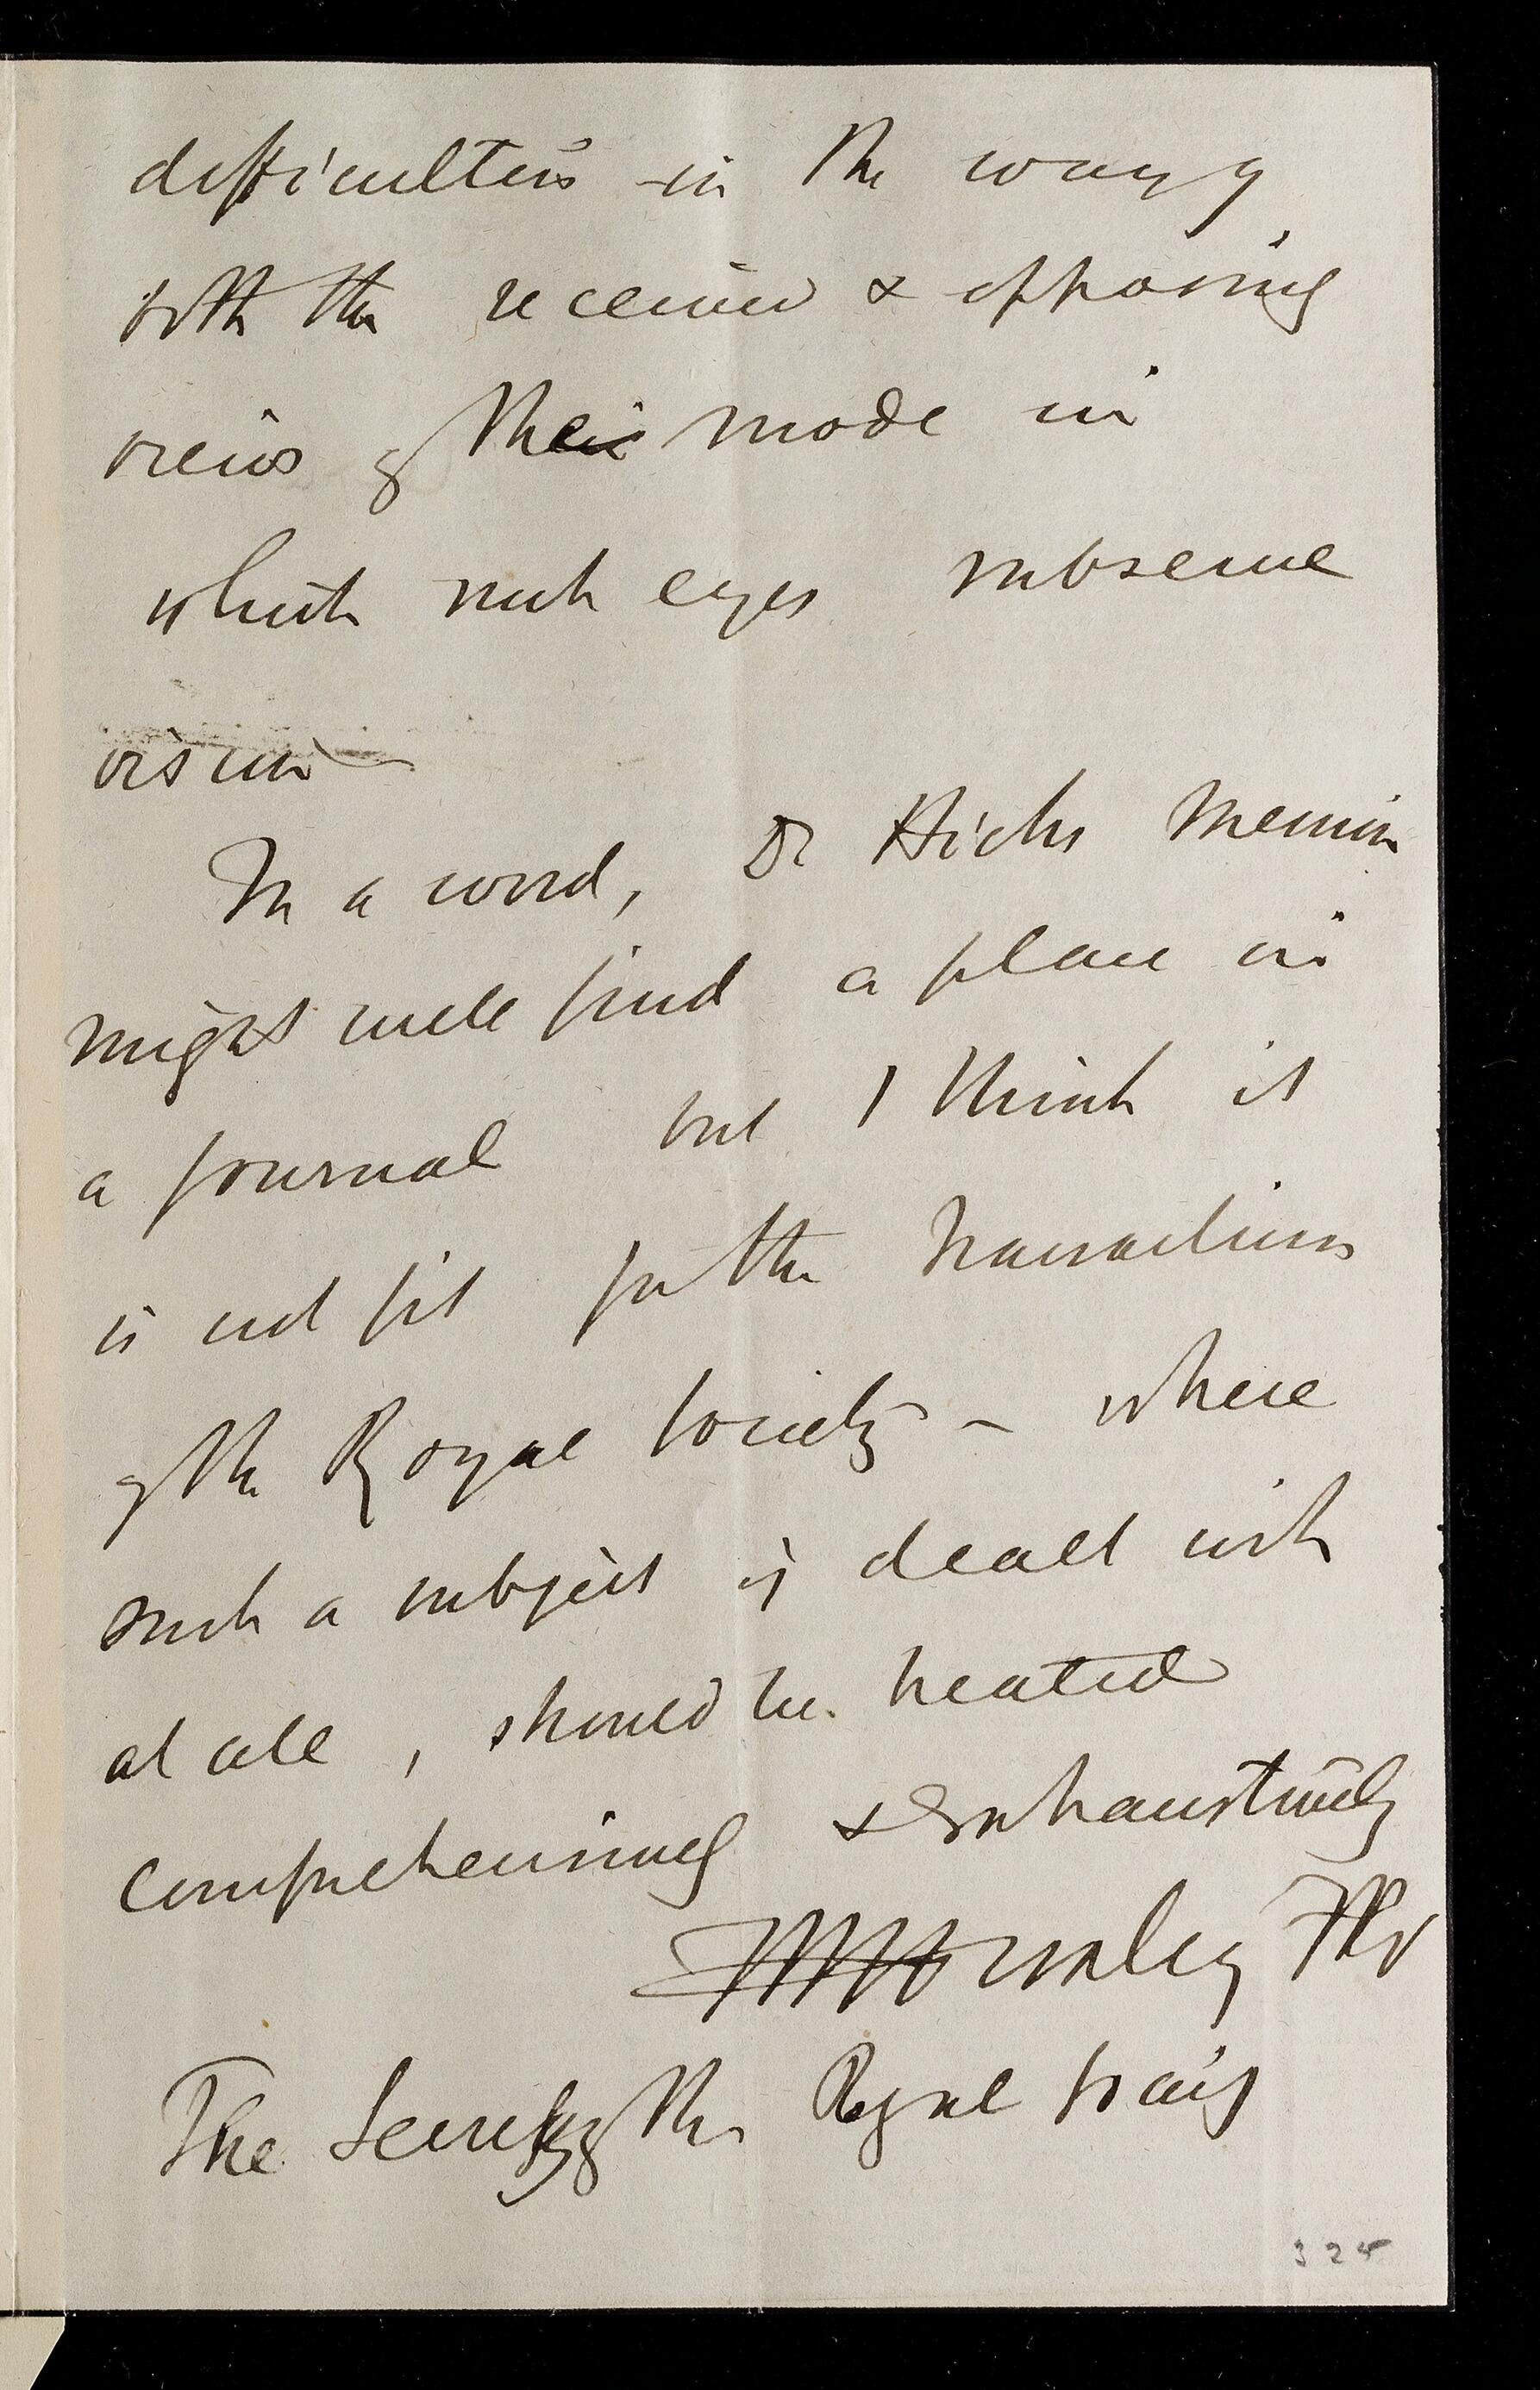 difficulties in the way of
both the received & opposing
views of the mode in
which such eyes subserve
vision
In a word, Dr Hicks Memoir
might well find a place in
a journal but I think it
is not fit for the Transactions
of the Royal Society – where
such a subject if dealt with
at all, should be treated
comprehensively & exhaustively
THHuxley FRS
The Secretary of the Royal Society
325